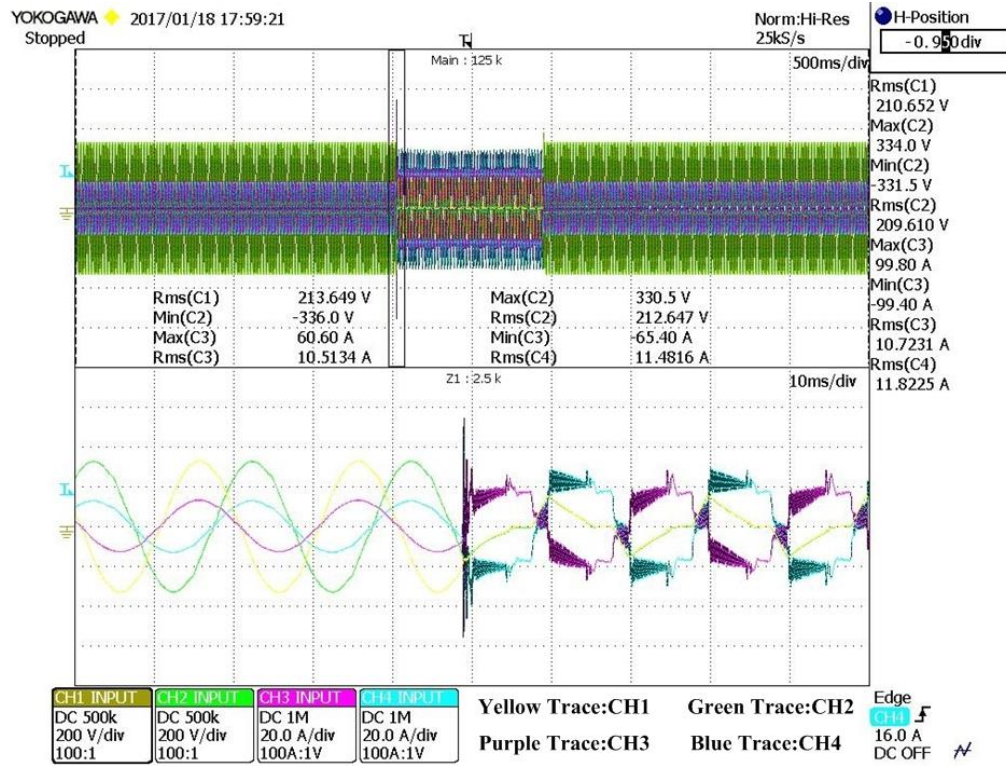 YOKOGAWA 2017/01/18 17:59:21
Stopped
Norm:Hi-Res
25kS/s
H-Position
-0.950div
T
Main : 125 k
500ms/div
Rms(C1)
210.652 V
Max(C2)
334.0 V
Min(C2)
-331.5 V
Rms(C2)
209.610 V
Max(C3)
99.80 A
Min(C3)
-99.40 A
Rms(C3)
10.7231 A
Rms(C4)
11.8225 A
Rms(C1) 213.649 V Max(C2) 330.5 V
Min(C2) -336.0 V Rms(C2) 212.647 V
Max(C3) 60.60 A Min(C3) -65.40 A
Rms(C3) 10.5134 A Rms(C4) 11.4816 A
Z1 : 2.5 k
10ms/div
CH1 INPUT CH2 INPUT CH3 INPUT CH4 INPUT
DC 500k DC 500k DC 1M DC 1M
200 V/div 200 V/div 20.0 A/div 20.0 A/div
100:1 100:1 100A:1V 100A:1V
Yellow Trace:CH1 Green Trace:CH2
Purple Trace:CH3 Blue Trace:CH4
Edge
CH4
16.0 A
DC OFF